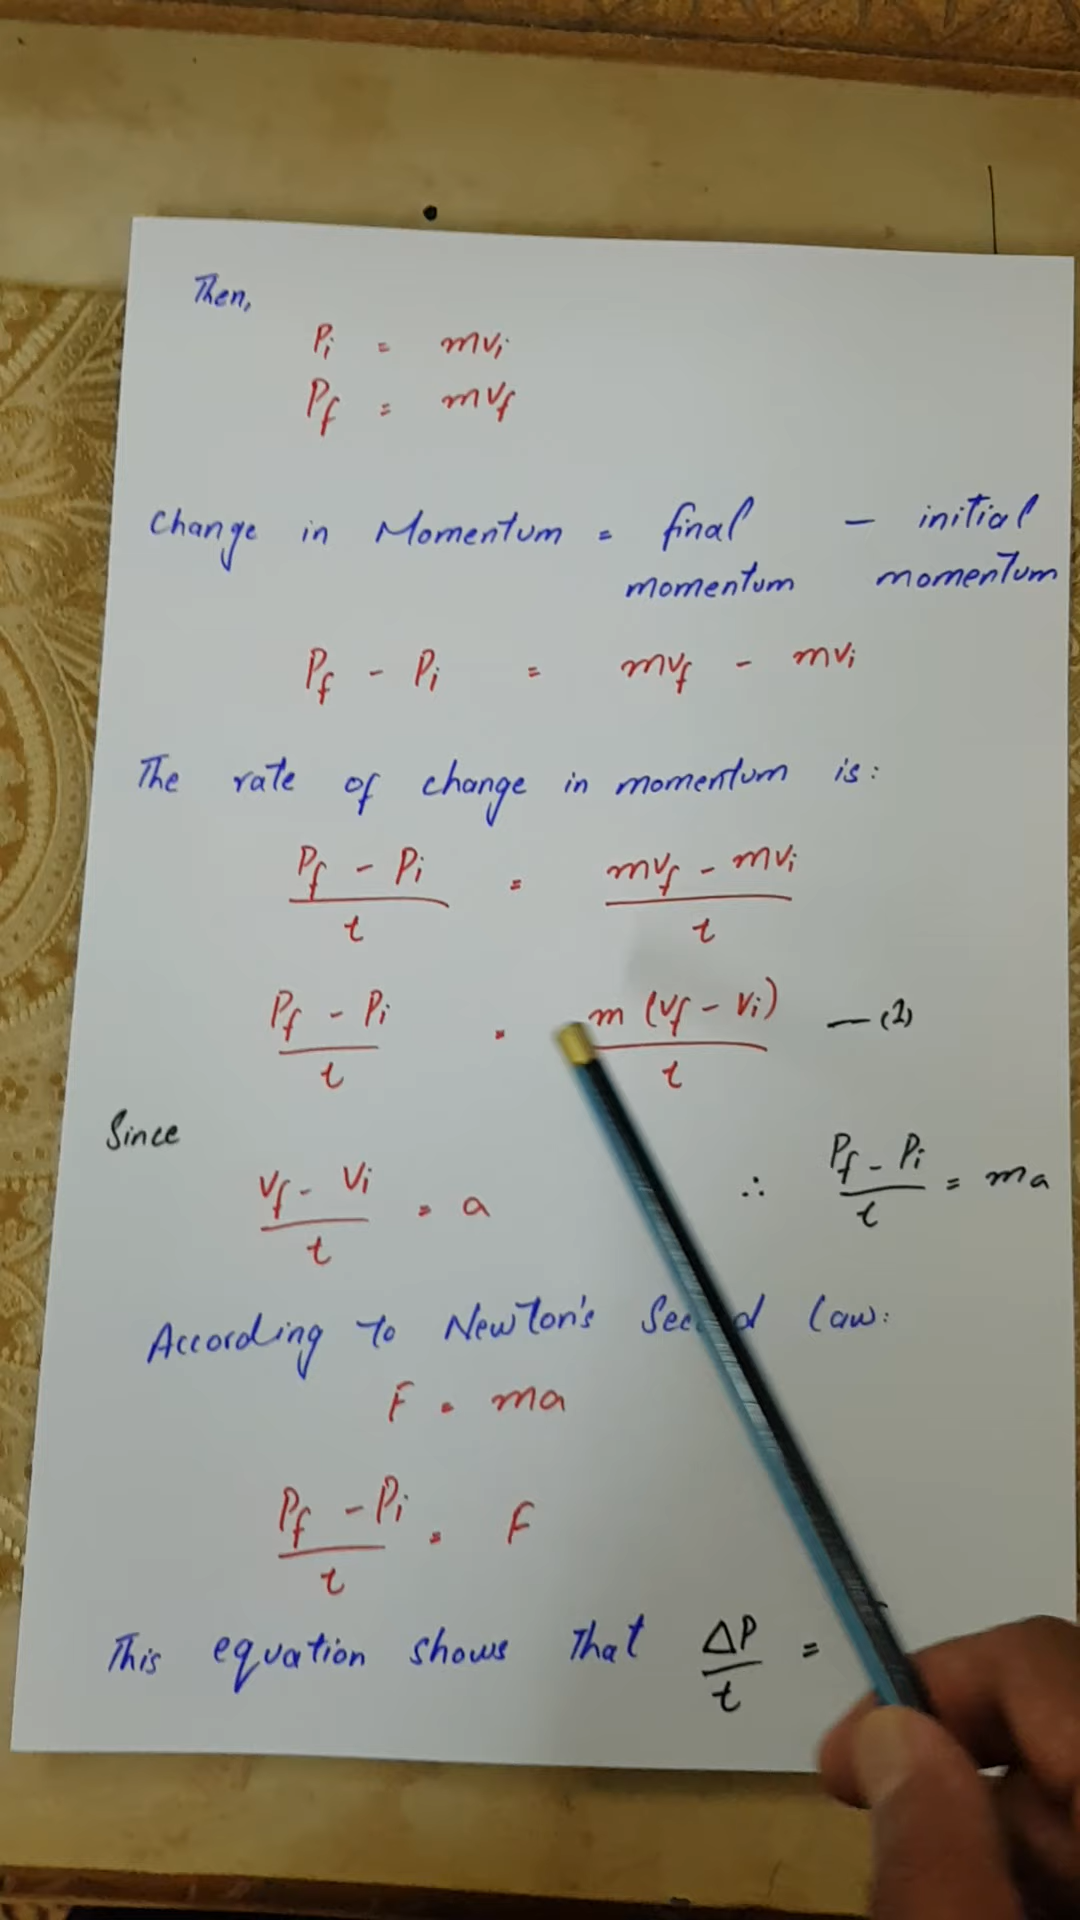 Then,
Pi = mvi
Pf = mvf
Change in Momentum = final momentum - initial momentum
Pf - Pi = mvf - mvi
The rate of change in momentum is:
Pf - Pi / t = mvf - mvi / t
Pf - Pi / t = m (vf - vi) / t —(1)
Since
vf - vi / t = a ∴ Pf - Pi / t = ma
According to Newton's Second law:
F = ma
Pf - Pi / t = F
This equation shows that ΔP / t =